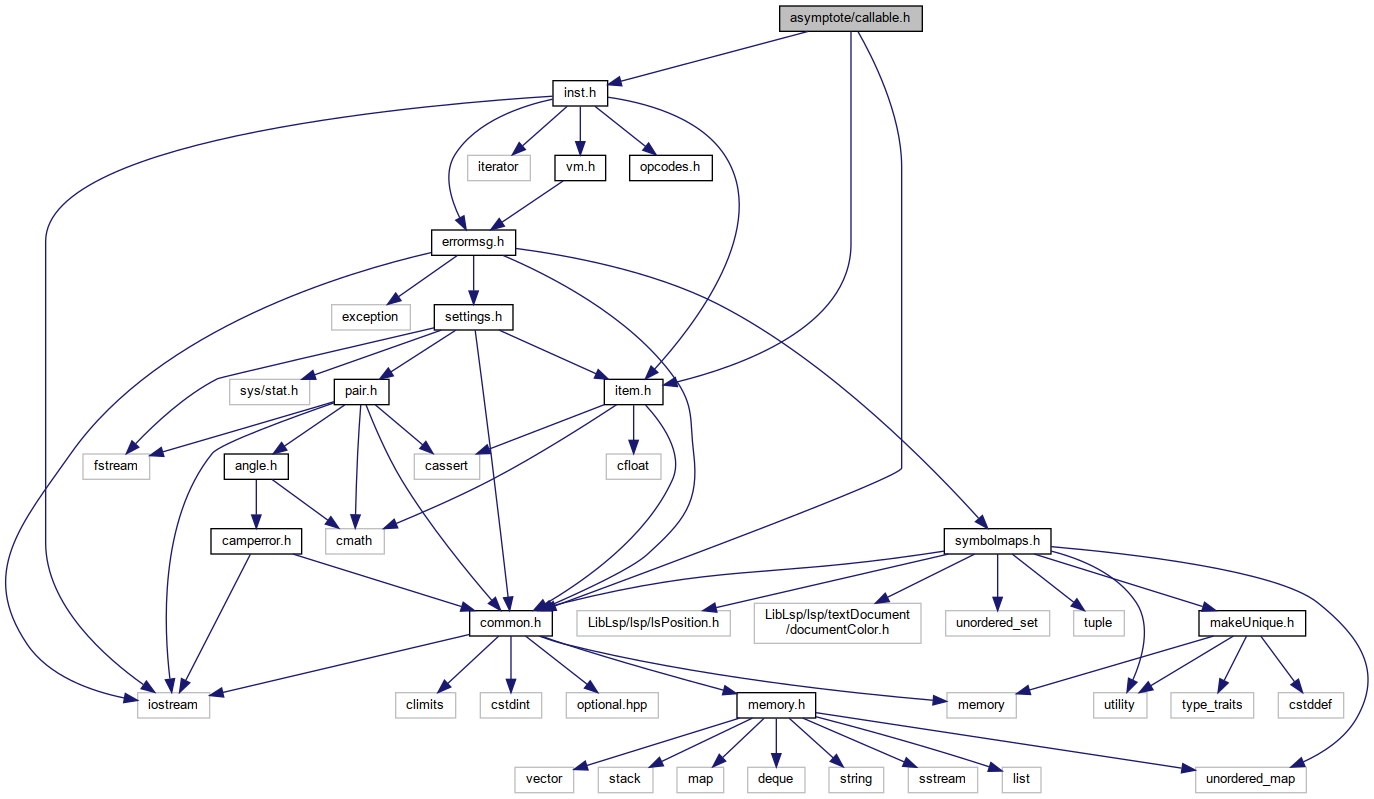 asymptote/callable.h
inst.h
iterator
vm.h
opcodes.h
errormsg.h
exception
settings.h
sys/stat.h
pair.h
item.h
fstream
angle.h
cassert
cfloat
camperror.h
cmath
symbolmaps.h
common.h
LibLsp/lsp/lsPosition.h
LibLsp/lsp/textDocument
/documentColor.h
unordered_set
tuple
makeUnique.h
iostream
climits
cstdint
optional.hpp
memory.h
memory
utility
type_traits
cstddef
vector
stack
map
deque
string
sstream
list
unordered_map